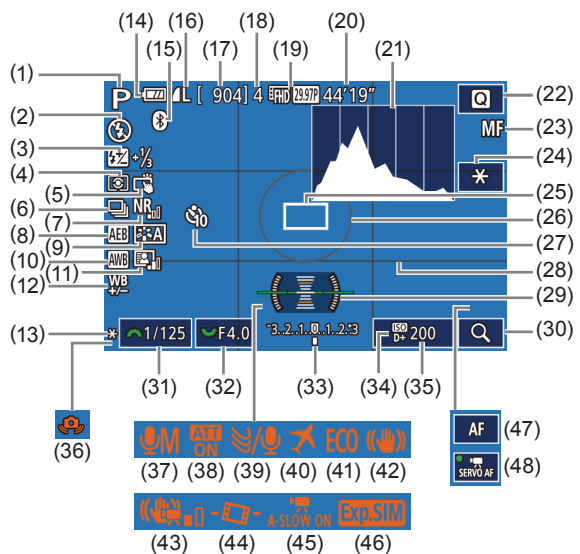 (14) (16) (17) (18) (19) (20) (21)
(15)
(1) P L [ 904] 4 FHD 29.97P 44'19" Q (22)
(2) MF (23)
(3) +1/3 (24)
(4) (25)
(5)
(6) NR (26)
(7) 10
(8) AEB A (27)
(9)
(10) AWB (28)
(11)
(12) WB +/- (29)
(13) * 1/125 F4.0 -3..2..1..0..1..2.:3 ISO D+ 200 (30)
(31) (32) (33) (34) (35)
(36)
M ATT ON / ECO AF (47)
(37) (38) (39) (40) (41) (42) SERVO AF (48)
- - A-SLOW ON Exp.SIM
(43) (44) (45) (46)